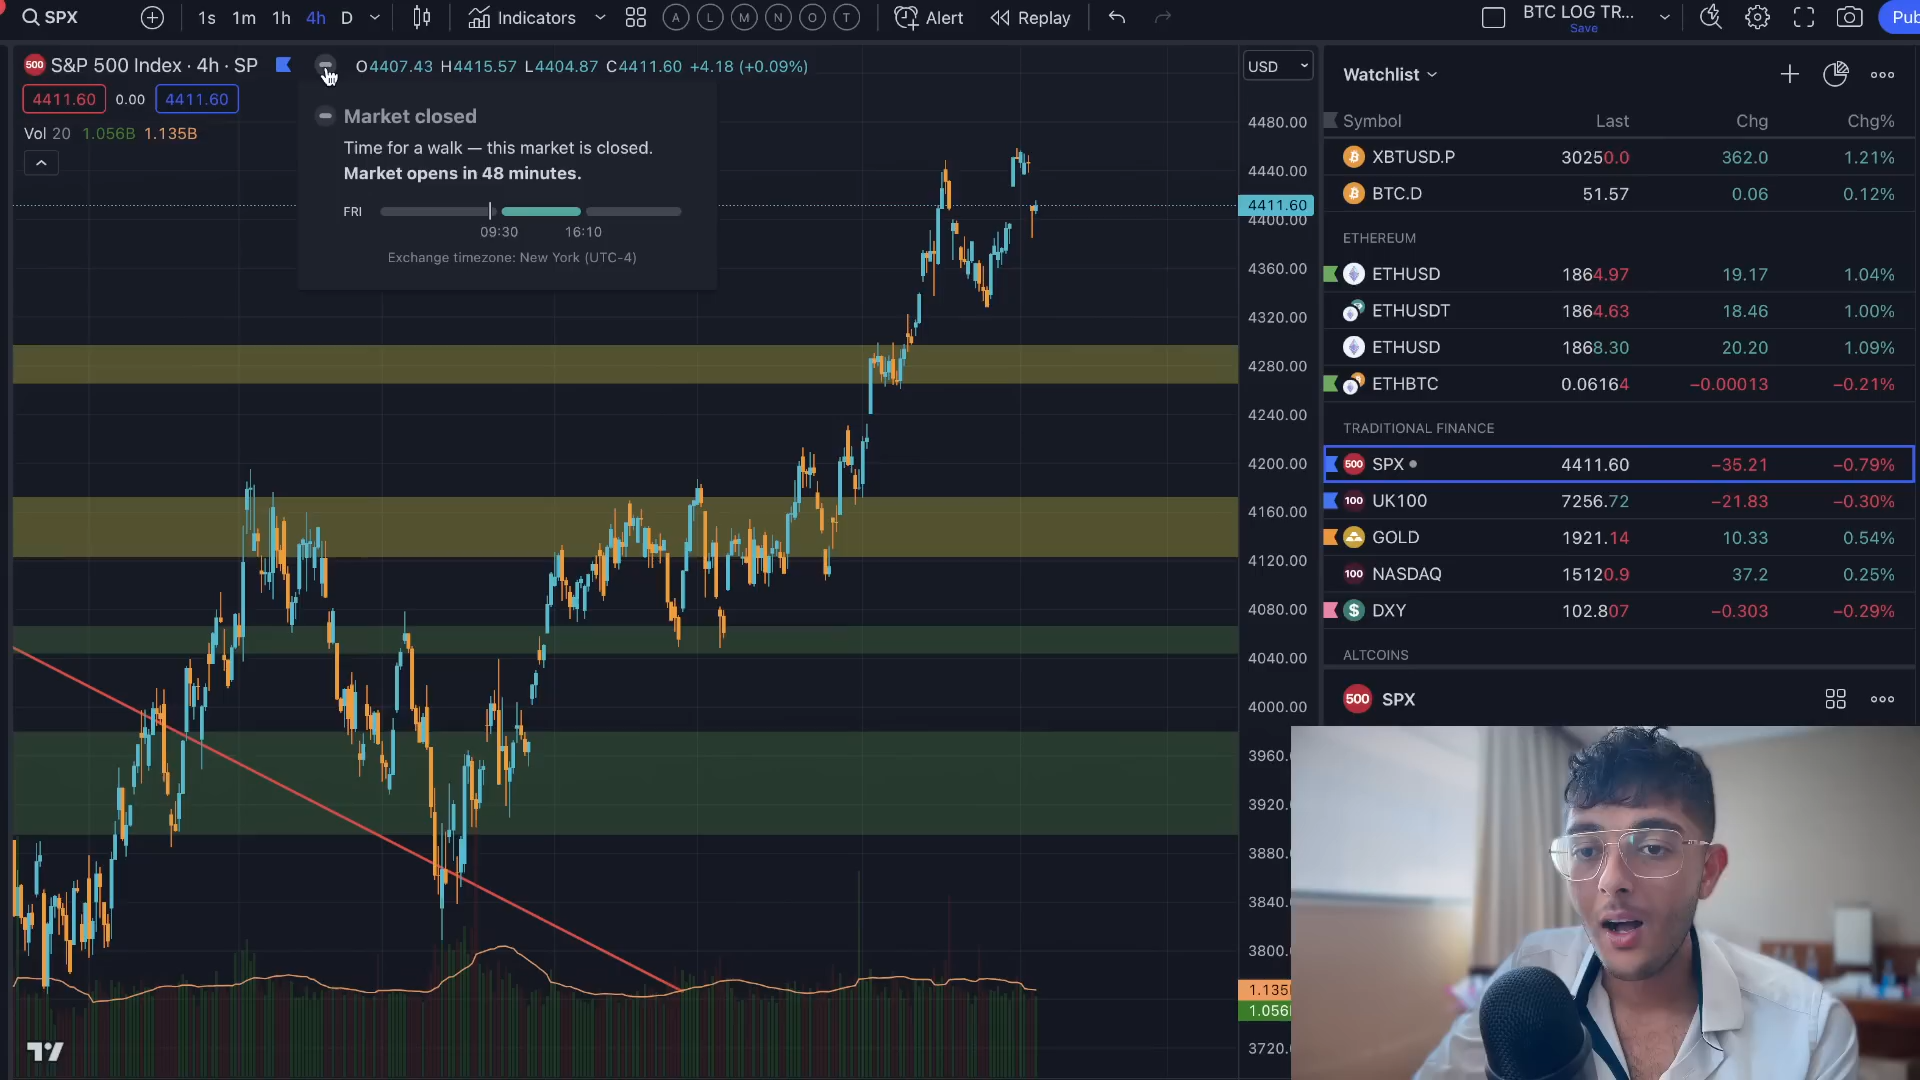 SPX
1s 1m 1h 4h D
Indicators
A L M N O T
Alert
Replay
BTC LOG TR...
Save
Pub
500 S&P 500 Index · 4h · SP
O4407.43 H4415.57 L4404.87 C4411.60 +4.18 (+0.09%)
4411.60 0.00 4411.60
Vol 20 1.056B 1.135B
Market closed
Time for a walk — this market is closed.
Market opens in 48 minutes.
FRI
09:30 16:10
Exchange timezone: New York (UTC-4)
USD
4480.00
4440.00
4411.60
4400.00
4360.00
4320.00
4280.00
4240.00
4200.00
4160.00
4120.00
4080.00
4040.00
4000.00
3960.
3920.
3880.
3840.
3800.
1.135
1.056
3720.
Watchlist
Symbol Last Chg Chg%
XBTUSD.P 30250.0 362.0 1.21%
BTC.D 51.57 0.06 0.12%
ETHEREUM
ETHUSD 1864.97 19.17 1.04%
ETHUSDT 1864.63 18.46 1.00%
ETHUSD 1868.30 20.20 1.09%
ETHBTC 0.06164 −0.00013 −0.21%
TRADITIONAL FINANCE
500 SPX 4411.60 −35.21 −0.79%
100 UK100 7256.72 −21.83 −0.30%
GOLD 1921.14 10.33 0.54%
100 NASDAQ 15120.9 37.2 0.25%
$ DXY 102.807 −0.303 −0.29%
ALTCOINS
500 SPX